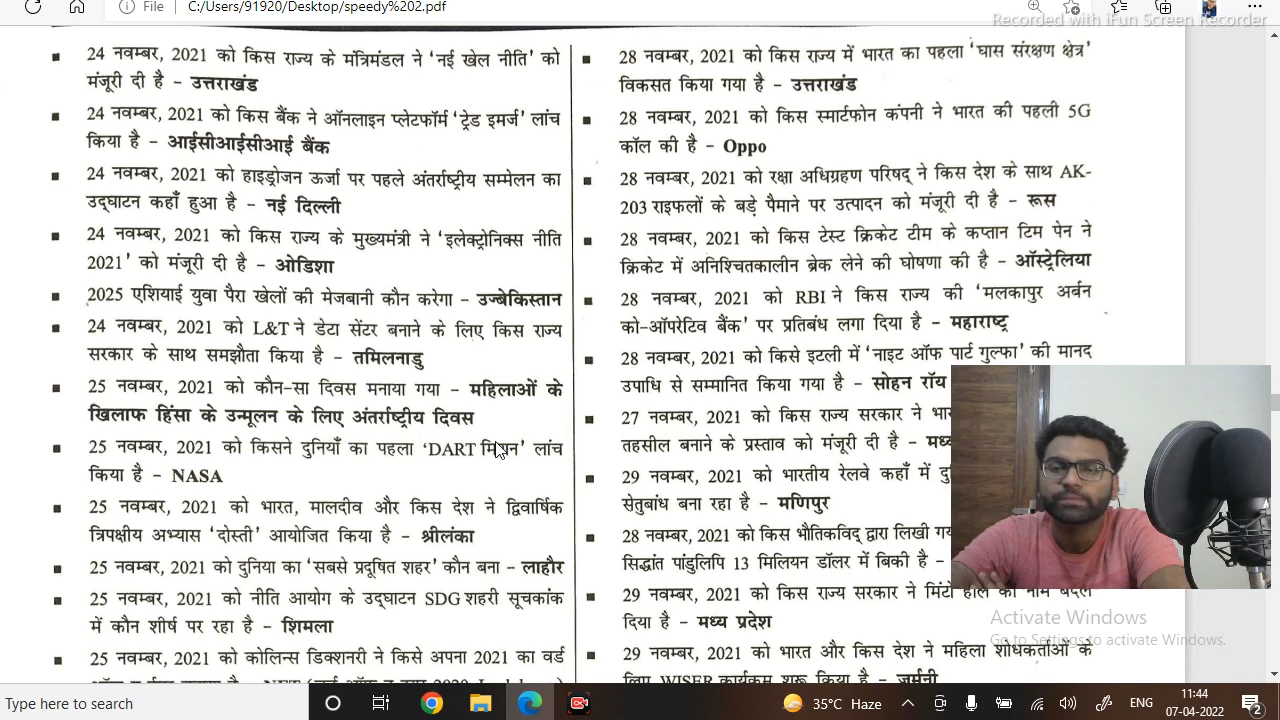 File
C:/Users/91920/Desktop/speedy%202.pdf
Recorded with iFun Screen Recorder
24 नवम्बर, 2021 को किस राज्य के मंत्रिमंडल ने ‘नई खेल नीति’ को
मंजूरी दी है – उत्तराखंड
24 नवम्बर, 2021 को किस बैंक ने ऑनलाइन प्लेटफॉर्म ‘ट्रेड इमर्ज’ लांच
किया है – आईसीआईसीआई बैंक
24 नवम्बर, 2021 को हाइड्रोजन ऊर्जा पर पहले अंतर्राष्ट्रीय सम्मेलन का
उद्घाटन कहाँ हुआ है – नई दिल्ली
24 नवम्बर, 2021 को किस राज्य के मुख्यमंत्री ने ‘इलेक्ट्रोनिक्स नीति
2021’ को मंजूरी दी है – ओडिशा
2025 एशियाई युवा पैरा खेलों की मेजबानी कौन करेगा – उज्बेकिस्तान
24 नवम्बर, 2021 को L&T ने डेटा सेंटर बनाने के लिए किस राज्य
सरकार के साथ समझौता किया है – तमिलनाडु
25 नवम्बर, 2021 को कौन–सा दिवस मनाया गया – महिलाओं के
खिलाफ हिंसा के उन्मूलन के लिए अंतर्राष्ट्रीय दिवस
25 नवम्बर, 2021 को किसने दुनियाँ का पहला ‘DART मिशन’ लांच
किया है – NASA
25 नवम्बर, 2021 को भारत, मालदीव और किस देश ने द्विवार्षिक
त्रिपक्षीय अभ्यास ‘दोस्ती’ आयोजित किया है – श्रीलंका
25 नवम्बर, 2021 को दुनिया का ‘सबसे प्रदूषित शहर’ कौन बना – लाहौर
25 नवम्बर, 2021 को नीति आयोग के उद्घाटन SDG शहरी सूचकांक
में कौन शीर्ष पर रहा है – शिमला
25 नवम्बर, 2021 को कोलिन्स डिक्शनरी ने किसे अपना 2021 का वर्ड
28 नवम्बर, 2021 को किस राज्य में भारत का पहला ‘घास संरक्षण क्षेत्र’
विकसत किया गया है – उत्तराखंड
28 नवम्बर, 2021 को किस स्मार्टफोन कंपनी ने भारत की पहली 5G
कॉल की है – Oppo
28 नवम्बर, 2021 को रक्षा अधिग्रहण परिषद् ने किस देश के साथ AK-
203 राइफलों के बड़े पैमाने पर उत्पादन को मंजूरी दी है – रूस
28 नवम्बर, 2021 को किस टेस्ट क्रिकेट टीम के कप्तान टिम पेन ने
क्रिकेट में अनिश्चितकालीन ब्रेक लेने की घोषणा की है – ऑस्ट्रेलिया
28 नवम्बर, 2021 को RBI ने किस राज्य की ‘मलकापुर अर्बन
को–ऑपरेटिव बैंक’ पर प्रतिबंध लगा दिया है – महाराष्ट्र
28 नवम्बर, 2021 को किसे इटली में ‘नाइट ऑफ पार्ट गुल्फा’ की मानद
उपाधि से सम्मानित किया गया है – सोहन रॉय
27 नवम्बर, 2021 को किस राज्य सरकार ने
तहसील बनाने के प्रस्ताव को मंजूरी दी है –
29 नवम्बर, 2021 को भारतीय रेलवे कहाँ में
सेतुबांध बना रहा है – मणिपुर
28 नवम्बर, 2021 को किस भौतिकविद् द्वारा लिखी
सिद्धांत पांडुलिपि 13 मिलियन डॉलर में बिकी है –
29 नवम्बर, 2021 को किस राज्य सरकार ने मिंटो हॉल का नाम बदल
दिया है – मध्य प्रदेश
29 नवम्बर, 2021 को भारत और किस देश ने महिला शोधकर्ताओं के
लिए WISER कार्यक्रम शुरू किया है – जर्मनी
Activate Windows
Go to Settings to activate Windows.
Type here to search
35°C Haze
ENG
11:44
07-04-2022
2